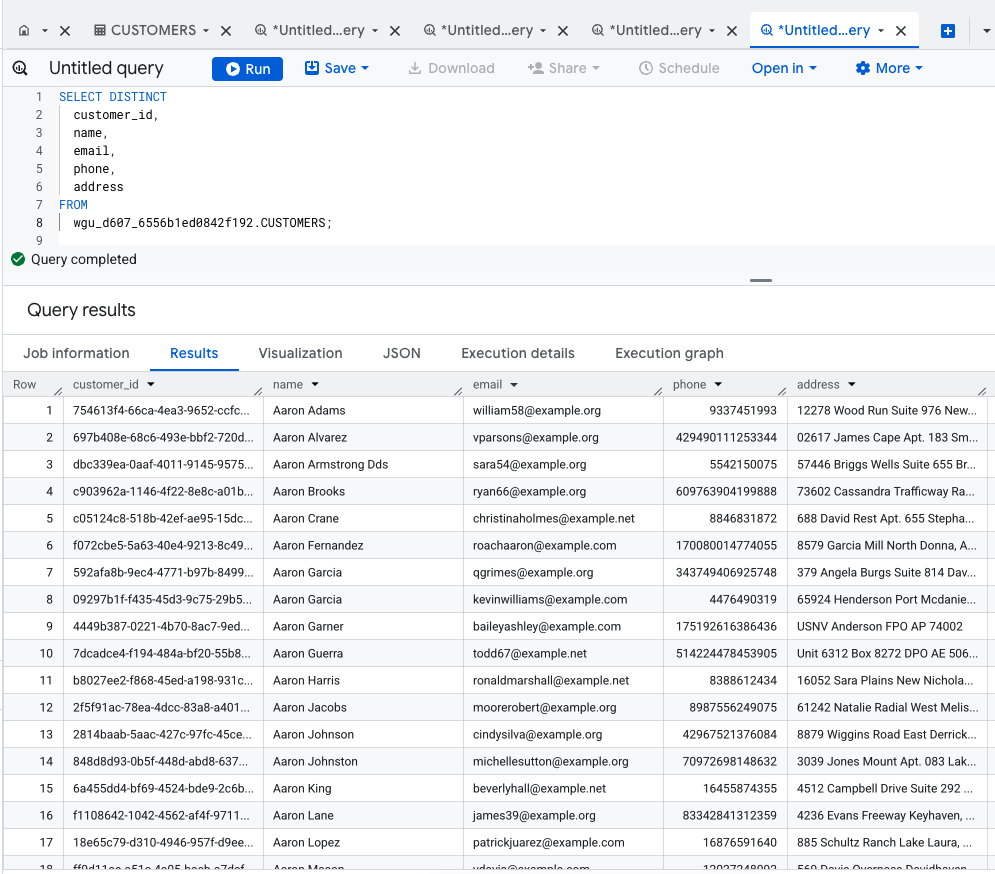 CUSTOMERS *Untitled...ery *Untitled...ery *Untitled...ery *Untitled...ery
Untitled query Run Save Download Share Schedule Open in More
1 SELECT DISTINCT
2 customer_id,
3 name,
4 email,
5 phone,
6 address
7 FROM
8 wgu_d607_6556b1ed0842f192.CUSTOMERS;
9
Query completed
Query results
Job information Results Visualization JSON Execution details Execution graph
Row customer_id name email phone address
1 754613f4-66ca-4ea3-9652-ccfc... Aaron Adams william58@example.org 9337451993 12278 Wood Run Suite 976 New...
2 697b408e-68c6-493e-bbf2-720d... Aaron Alvarez vparsons@example.org 429490111253344 02617 James Cape Apt. 183 Sm...
3 dbc339ea-0aaf-4011-9145-9575... Aaron Armstrong Dds sara54@example.org 5542150075 57446 Briggs Wells Suite 655 Br...
4 c903962a-1146-4f22-8e8c-a01b... Aaron Brooks ryan66@example.org 609763904199888 73602 Cassandra Trafficway Ra...
5 c05124c8-518b-42ef-ae95-15dc... Aaron Crane christinaholmes@example.net 8846831872 688 David Rest Apt. 655 Stepha...
6 f072cbe5-5a63-40e4-9213-8c49... Aaron Fernandez roachaaron@example.com 170080014774055 8579 Garcia Mill North Donna, A...
7 592afa8b-9ec4-4771-b97b-8499... Aaron Garcia qgrimes@example.org 343749406925748 379 Angela Burgs Suite 814 Dav...
8 09297b1f-f435-45d3-9c75-29b5... Aaron Garcia kevinwilliams@example.com 4476490319 65924 Henderson Port Mcdanie...
9 4449b387-0221-4b70-8ac7-9ed... Aaron Garner baileyashley@example.com 175192616386436 USNV Anderson FPO AP 74002
10 7dcadce4-f194-484a-bf20-55b8... Aaron Guerra todd67@example.net 514224478453905 Unit 6312 Box 8272 DPO AE 506...
11 b8027ee2-f868-45ed-a198-931c... Aaron Harris ronaldmarshall@example.net 8388612434 16052 Sara Plains New Nichola...
12 2f5f91ac-78ea-4dcc-83a8-a401... Aaron Jacobs moorerobert@example.org 8987556249075 61242 Natalie Radial West Melis...
13 2814baab-5aac-427c-97fc-45ce... Aaron Johnson cindysilva@example.org 42967521376084 8879 Wiggins Road East Derrick...
14 848d8d93-0b5f-448d-abd8-637... Aaron Johnston michellesutton@example.org 70972698148632 3039 Jones Mount Apt. 083 Lak...
15 6a455dd4-bf69-4524-bde9-2c6b... Aaron King beverlyhall@example.net 16455874355 4512 Campbell Drive Suite 292 ...
16 f1108642-1042-4562-af4f-9711... Aaron Lane james39@example.org 83342841312359 4236 Evans Freeway Keyhaven, ...
17 18e65c79-d310-4946-957f-d9ee... Aaron Lopez patrickjuarez@example.com 16876591640 885 Schultz Ranch Lake Laura, ...
18